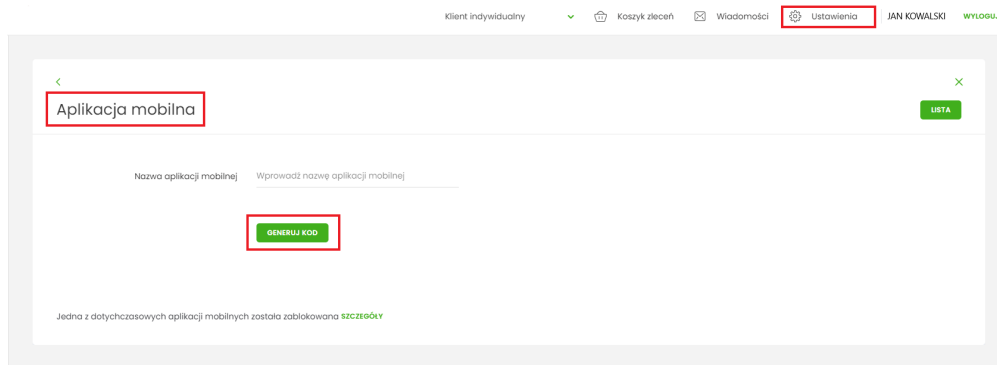 Klient indywidualny Koszyk zleceń Wiadomości Ustawienia JAN KOWALSKI WYLOGUJ
Aplikacja mobilna LISTA
Nazwa aplikacji mobilnej Wprowadź nazwę aplikacji mobilnej
GENERUJ KOD
Jedna z dotychczasowych aplikacji mobilnych została zablokowana SZCZEGÓŁY